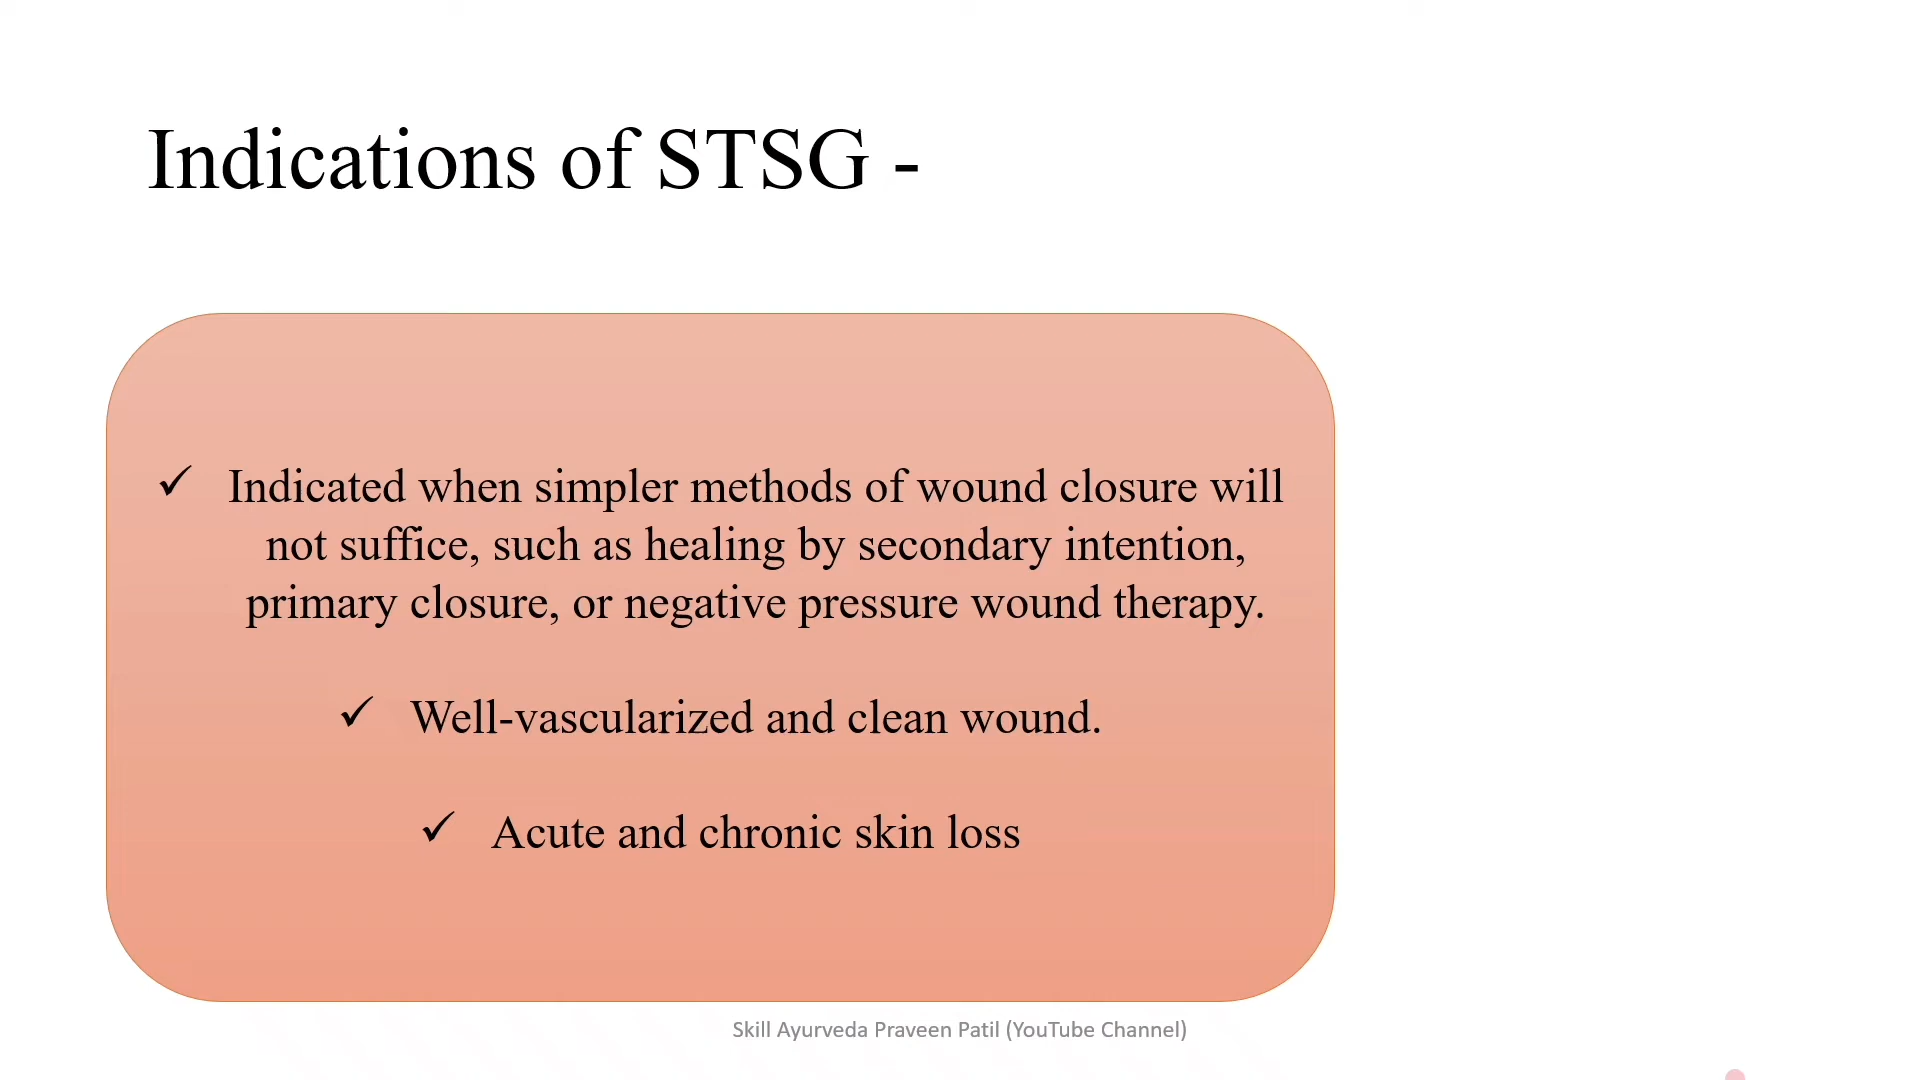 Indications of STSG -
✓ Indicated when simpler methods of wound closure will
not suffice, such as healing by secondary intention,
primary closure, or negative pressure wound therapy.
✓ Well-vascularized and clean wound.
✓ Acute and chronic skin loss
Skill Ayurveda Praveen Patil (YouTube Channel)